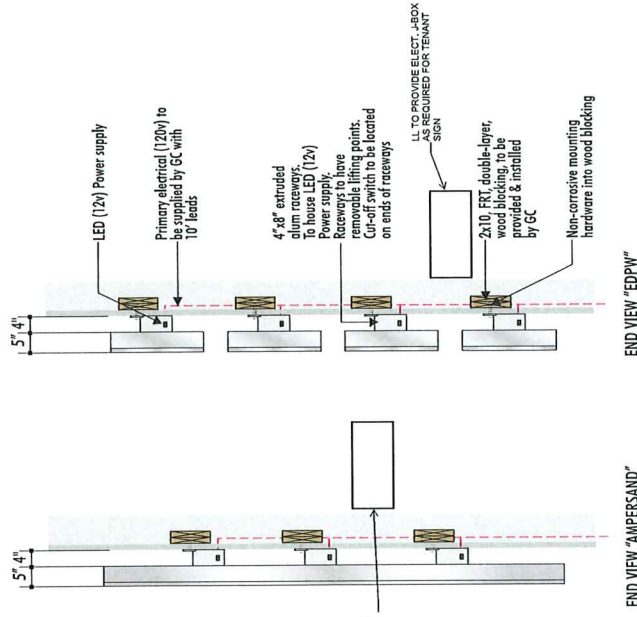 5" 4"
END VIEW "AMPERSAND"
5" 4"
LED (12v) Power supply
Primary electrical (120v) to
be supplied by GC with
10' leads
4"x8" extruded
alum raceways.
To house LED (12v)
Power supply.
Raceways to have
removable lifting points.
Cut-off switch to be located
on ends of raceways
LL TO PROVIDE ELECT. J-BOX
AS REQUIRED FOR TENANT
SIGN
2x10, FRT, double-layer,
wood blocking, to be
provided & installed
by GC
Non-corrosive mounting
hardware into wood blocking
END VIEW "EDPW"